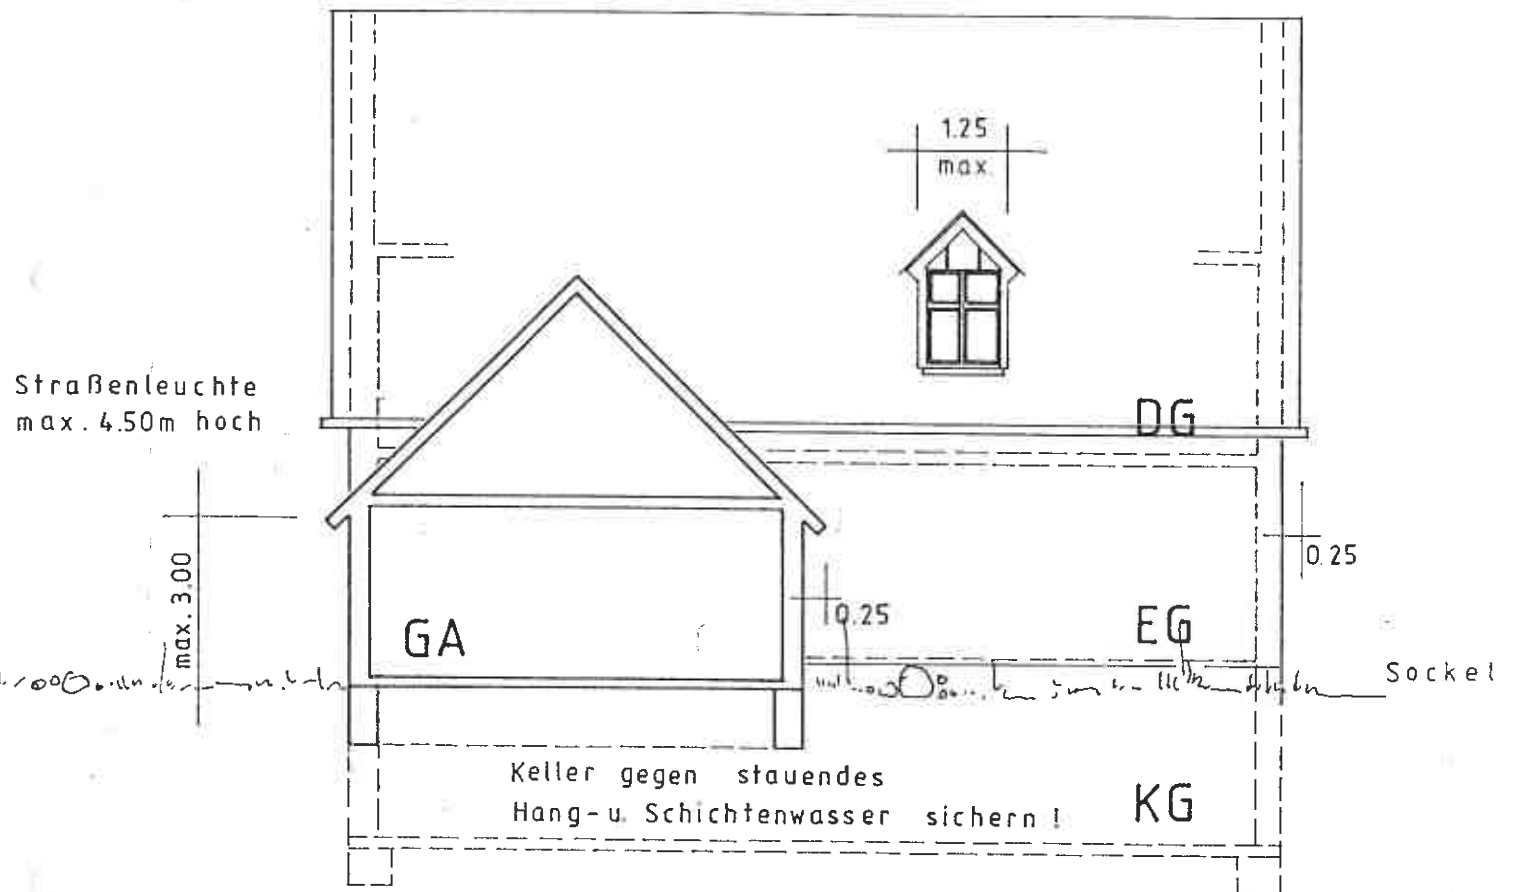 1.25
max.
Straßenleuchte
max. 4.50m hoch
DG
max. 3.00
0.25
GA
0.25
EG
Sockel
Keller gegen stauendes
Hang-u. Schichtenwasser sichern!
KG